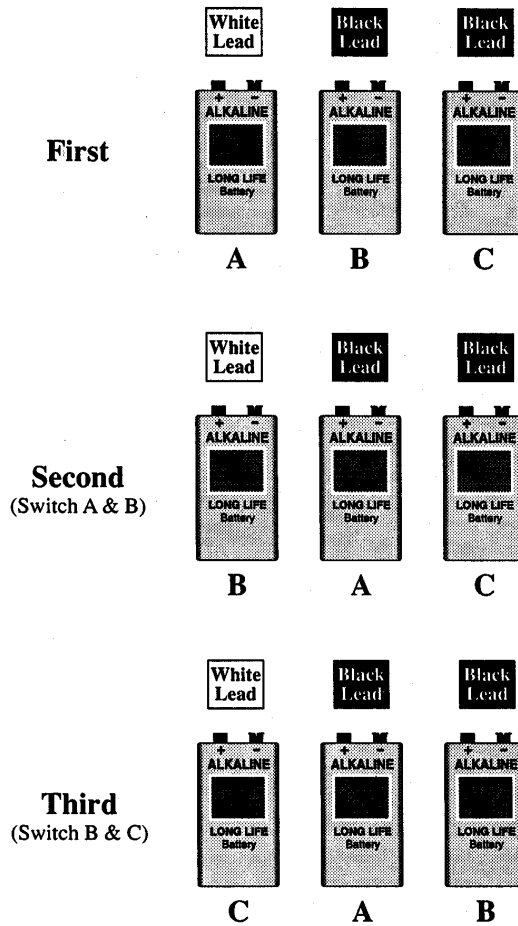 White Lead
Black Lead
Black Lead
+ −
+ −
+ −
ALKALINE
ALKALINE
ALKALINE
First
LONG LIFE
Battery
LONG LIFE
Battery
LONG LIFE
Battery
A
B
C
White Lead
Black Lead
Black Lead
+ −
+ −
+ −
ALKALINE
ALKALINE
ALKALINE
Second
(Switch A & B)
LONG LIFE
Battery
LONG LIFE
Battery
LONG LIFE
Battery
B
A
C
White Lead
Black Lead
Black Lead
+ −
+ −
+ −
ALKALINE
ALKALINE
ALKALINE
Third
(Switch B & C)
LONG LIFE
Battery
LONG LIFE
Battery
LONG LIFE
Battery
C
A
B